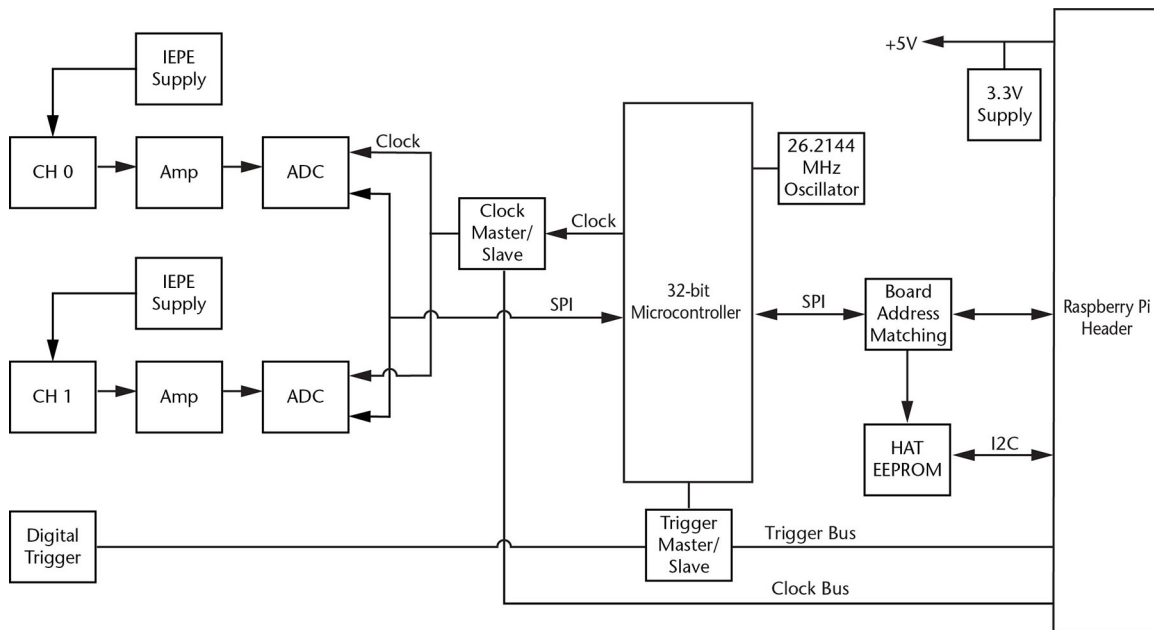 IEPE
Supply
+5V
3.3V
Supply
CH 0
Amp
ADC
Clock
26.2144
MHz
Oscillator
Clock
Master/
Slave
Clock
IEPE
Supply
SPI
32-bit
Microcontroller
SPI
Board
Address
Matching
Raspberry Pi
Header
CH 1
Amp
ADC
HAT
EEPROM
I2C
Digital
Trigger
Trigger
Master/
Slave
Trigger Bus
Clock Bus